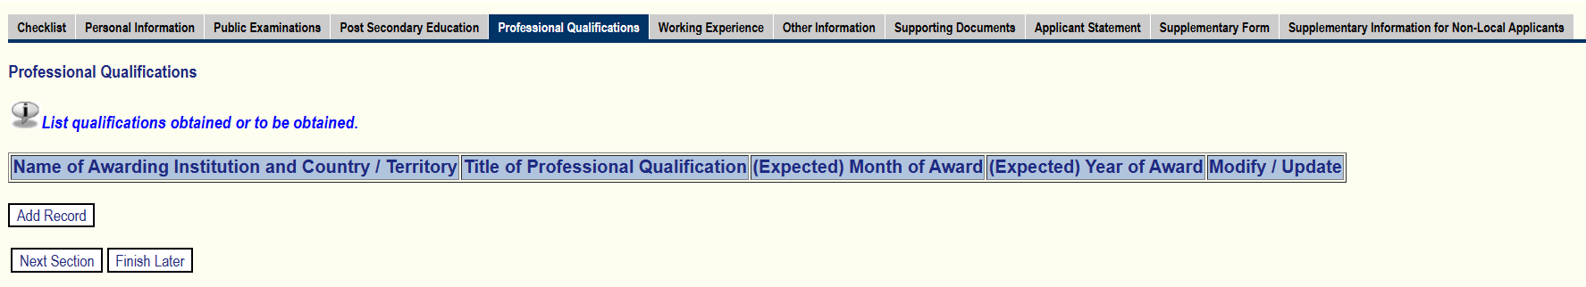 Checklist Personal Information Public Examinations Post Secondary Education Professional Qualifications Working Experience Other Information Supporting Documents Applicant Statement Supplementary Form Supplementary Information for Non-Local Applicants
Professional Qualifications
List qualifications obtained or to be obtained.
Name of Awarding Institution and Country / Territory Title of Professional Qualification (Expected) Month of Award (Expected) Year of Award Modify / Update
Add Record
Next Section Finish Later